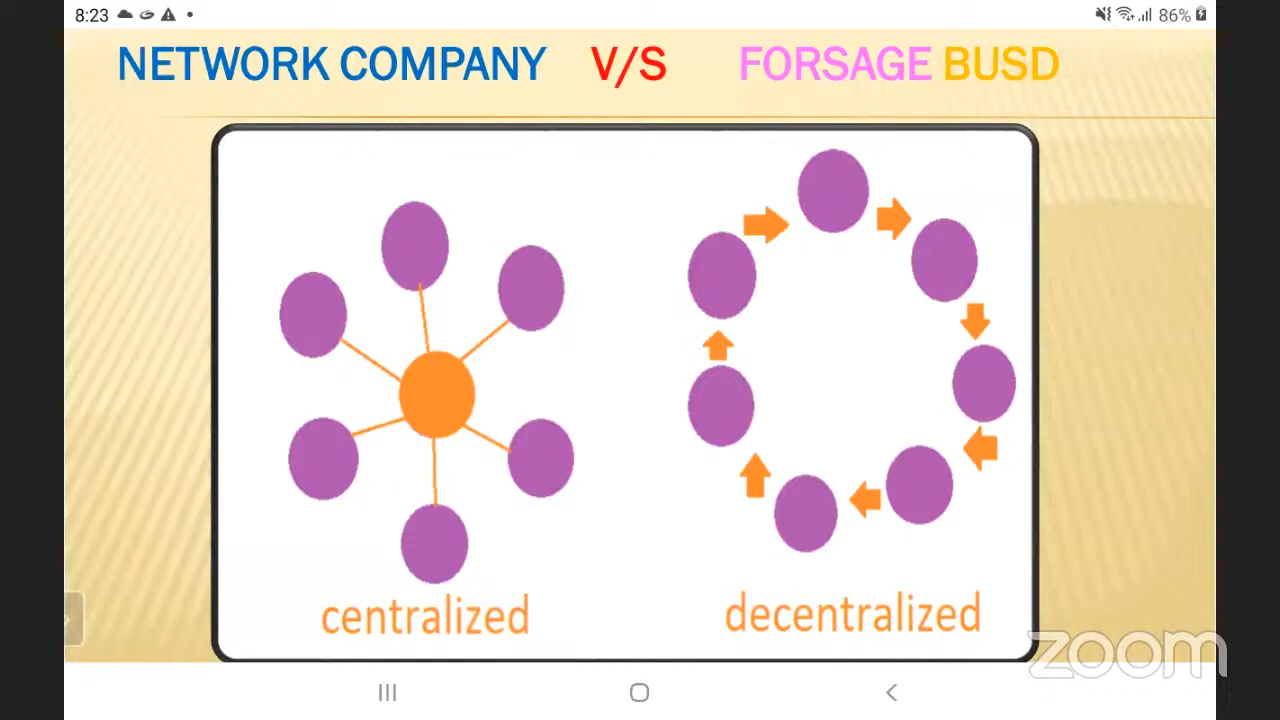 8:23
86%
NETWORK COMPANY V/S FORSAGE BUSD
centralized
decentralized
zoom